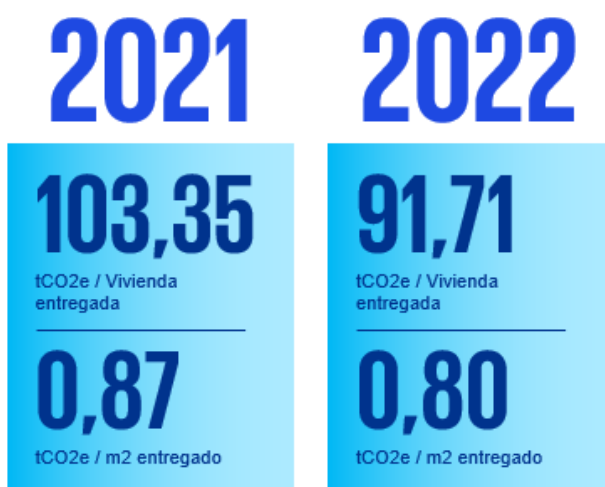 2021
103,35
tCO2e / Vivienda
entregada
0,87
tCO2e / m2 entregado
2022
91,71
tCO2e / Vivienda
entregada
0,80
tCO2e / m2 entregado